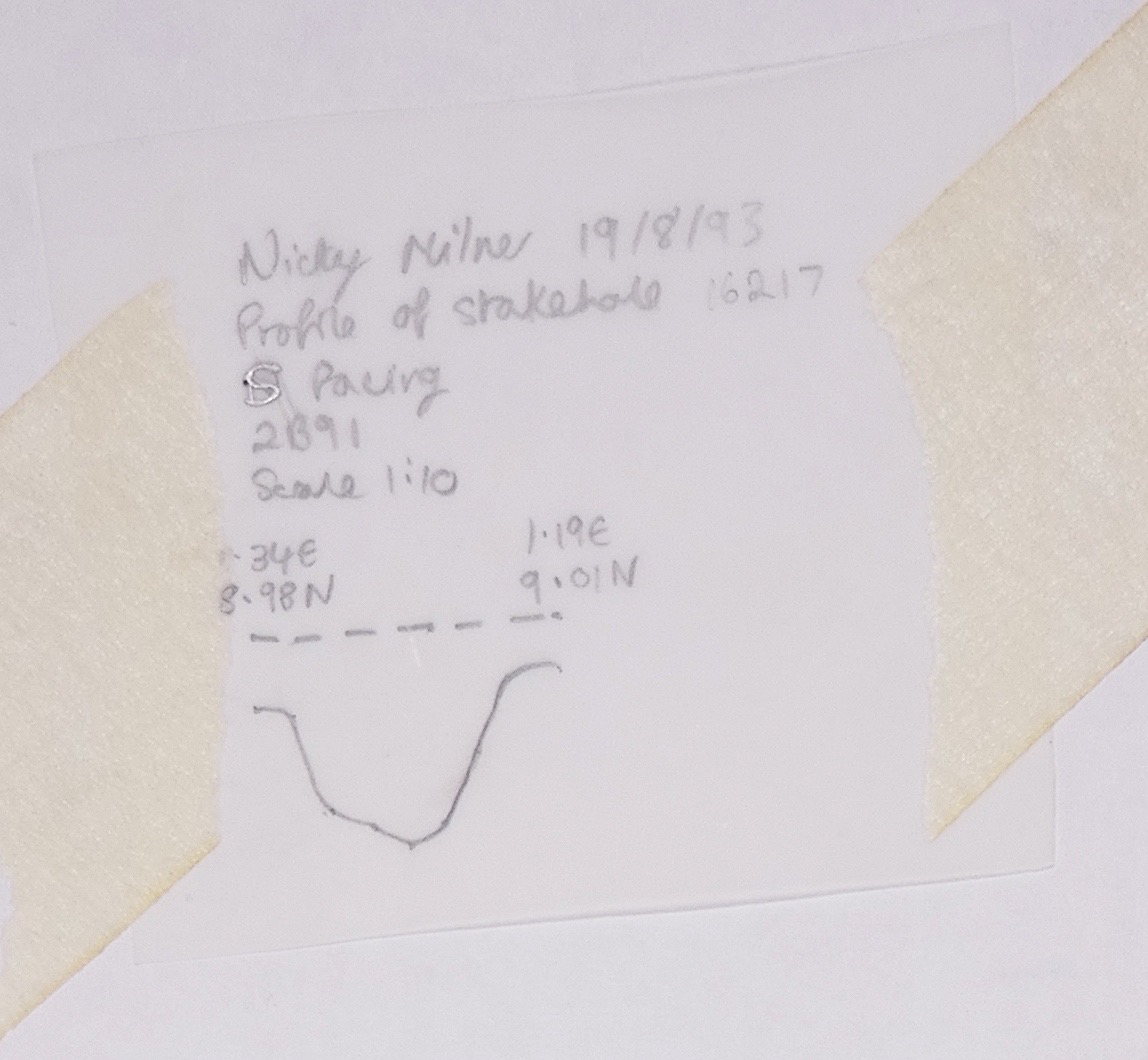 Nicky Milner 19/8/93
Profile of stakehole 16217
S Facing
2B91
Scale 1:10
.34E 1.19E
8.98N 9.01N